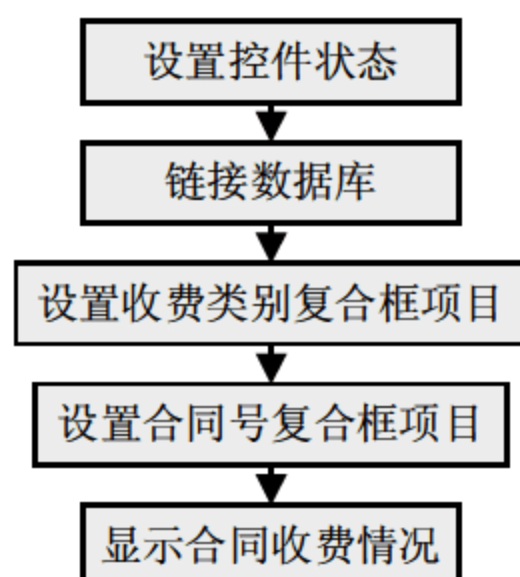 设置控件状态
链接数据库
设置收费类别复合框项目
设置合同号复合框项目
显示合同收费情况